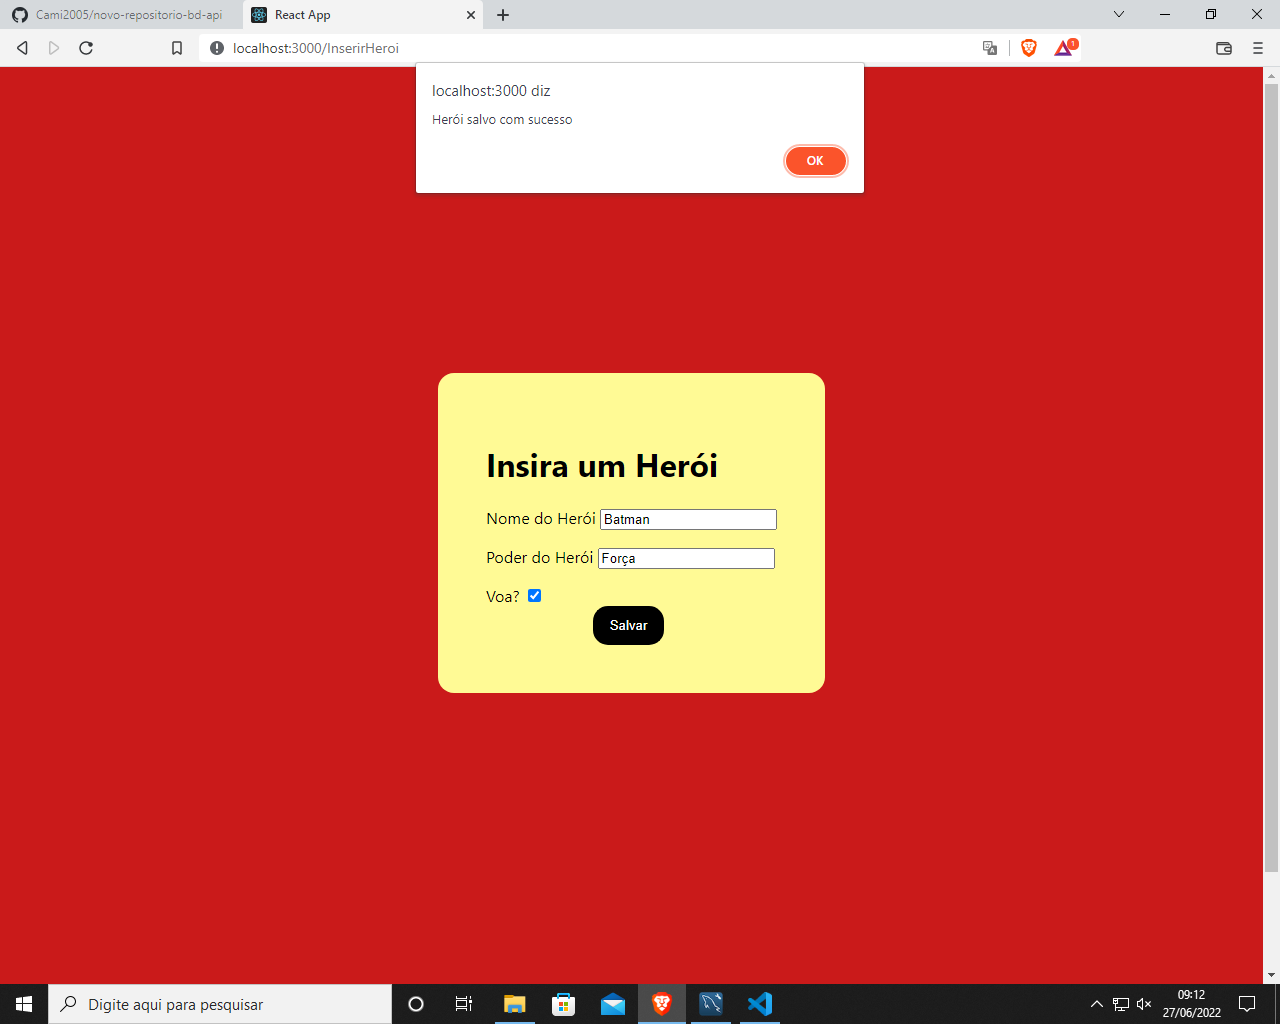 Cami2005/novo-repositorio-bd-api
React App
localhost:3000/InserirHeroi
1
localhost:3000 diz
Herói salvo com sucesso
OK
Insira um Herói
Nome do Herói Batman
Poder do Herói Força
Voa?
Salvar
Digite aqui para pesquisar
09:12
27/06/2022